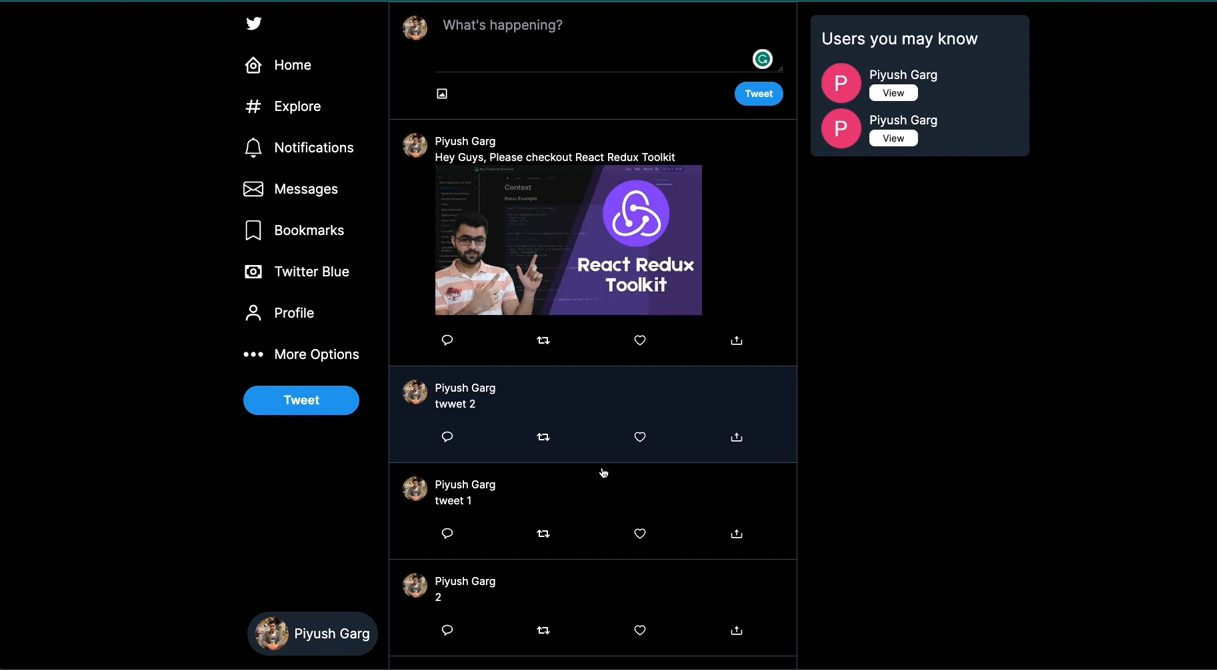 Home
Explore
Notifications
Messages
Bookmarks
Twitter Blue
Profile
More Options
Tweet
Piyush Garg
What's happening?
Tweet
Piyush Garg
Hey Guys, Please checkout React Redux Toolkit
Context
React Redux
Toolkit
Piyush Garg
twwet 2
Piyush Garg
tweet 1
Piyush Garg
2
Users you may know
P
Piyush Garg
View
P
Piyush Garg
View